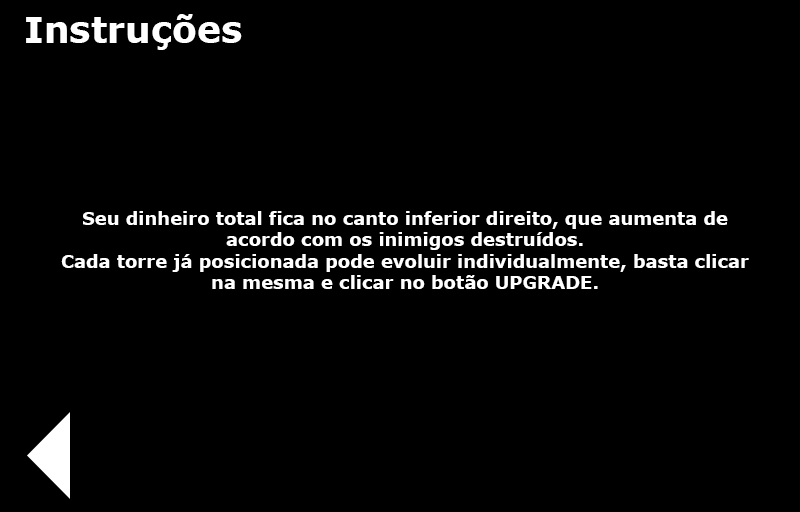 Instruções
Seu dinheiro total fica no canto inferior direito, que aumenta de
acordo com os inimigos destruídos.
Cada torre já posicionada pode evoluir individualmente, basta clicar
na mesma e clicar no botão UPGRADE.